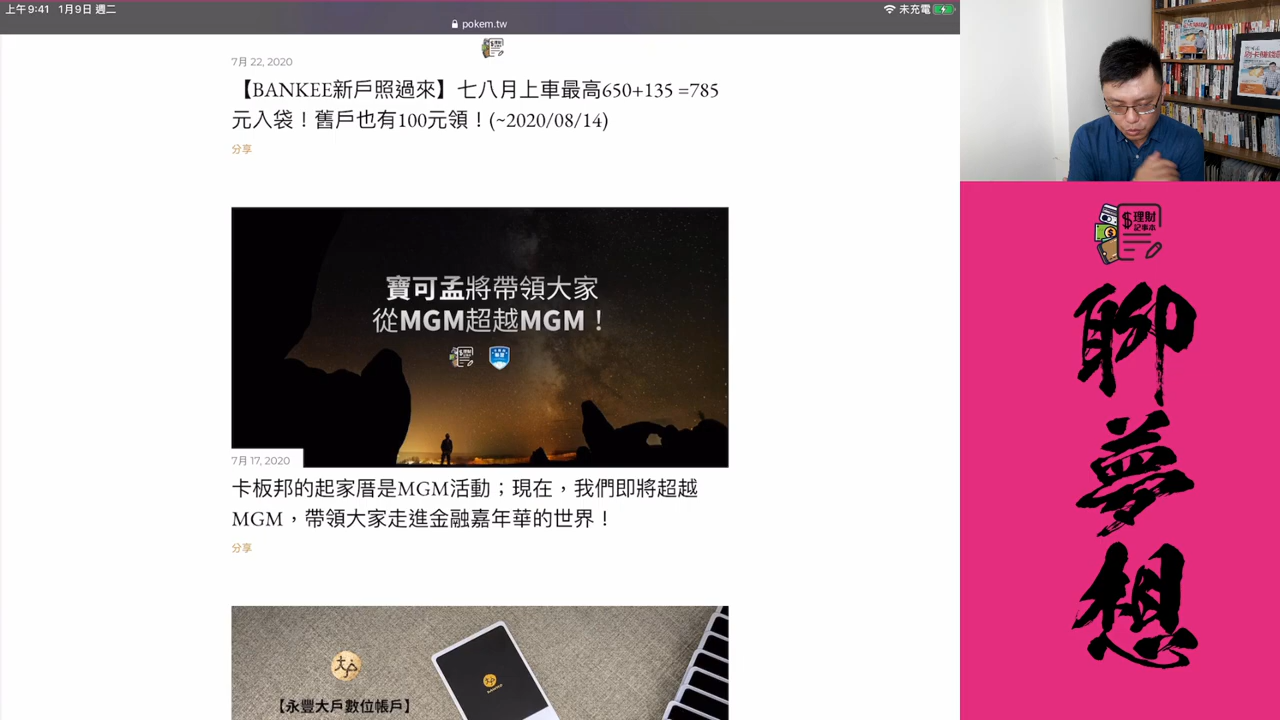 上午9:41 1月9日 週二
未充電
pokem.tw
7月 22, 2020
【BANKEE新戶照過來】七八月上車最高650+135 =785
元入袋！舊戶也有100元領！(~2020/08/14)
分享
寶可孟將帶領大家
從MGM超越MGM！
7月 17, 2020
卡板邦的起家厝是MGM活動；現在，我們即將超越
MGM，帶領大家走進金融嘉年華的世界！
分享
大戶
【永豐大戶數位帳戶】
$理財
記事本
聊
夢
想